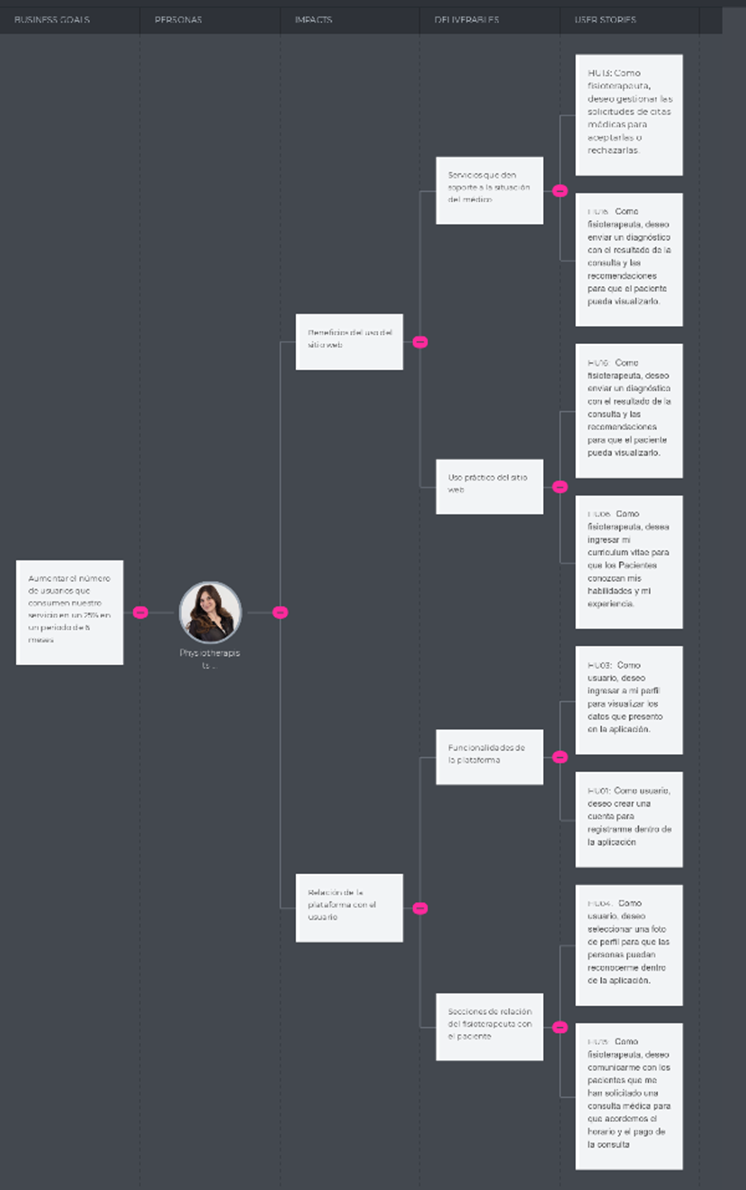 BUSINESS GOALS
PERSONAS
IMPACTS
DELIVERABLES
USER STORIES
Aumentar el número
de usuarios que
consumen nuestro
servicio en un 25% en
un periodo de 6
meses
Physiotherapis
ts ...
Beneficios del uso del
sitio web
Relación de la
plataforma con el
usuario
Servicios que den
soporte a la situación
del médico
Uso práctico del sitio
web
Funcionalidades de
la plataforma
Secciones de relación
del fisioterapeuta con
el paciente
HU13: Como
fisioterapeuta,
deseo gestionar las
solicitudes de citas
médicas para
aceptarlas o
rechazarlas.
Como
fisioterapeuta, deseo
enviar un diagnóstico
con el resultado de la
consulta y las
recomendaciones
para que el paciente
pueda visualizarlo.
HU16: Como
fisioterapeuta, deseo
enviar un diagnóstico
con el resultado de la
consulta y las
recomendaciones
para que el paciente
pueda visualizarlo.
HU06: Como
fisioterapeuta, desea
ingresar mi
curriculum vitae para
que los Pacientes
conozcan mis
habilidades y mi
experiencia.
HU03: Como
usuario, deseo
ingresar a mi perfil
para visualizar los
datos que presento
en la aplicación.
HU01: Como usuario,
deseo crear una
cuenta para
registrarme dentro de
la aplicación
HU04: Como
usuario, deseo
seleccionar una foto
de perfil para que las
personas puedan
reconocerme dentro
de la aplicación.
Como
fisioterapeuta, deseo
comunicarme con los
pacientes que me
han solicitado una
consulta médica para
que acordemos el
horario y el pago de
la consulta